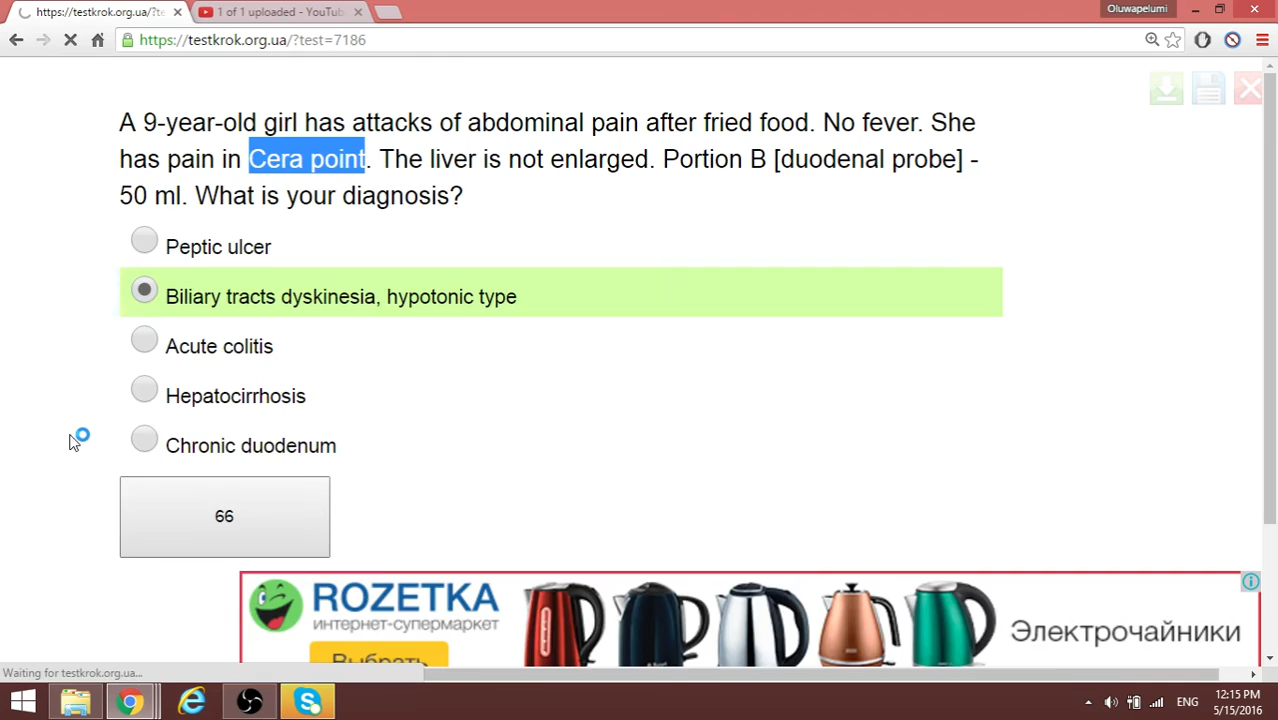 https://testkrok.org.ua/?te
1 of 1 uploaded - YouTub
Oluwapelumi
https://testkrok.org.ua/?test=7186
A 9-year-old girl has attacks of abdominal pain after fried food. No fever. She
has pain in Cera point. The liver is not enlarged. Portion B [duodenal probe] -
50 ml. What is your diagnosis?
Peptic ulcer
Biliary tracts dyskinesia, hypotonic type
Acute colitis
Hepatocirrhosis
Chronic duodenum
66
ROZETKA
интернет-супермаркет
Электрочайники
Выбрать
Waiting for testkrok.org.ua...
ENG
12:15 PM
5/15/2016